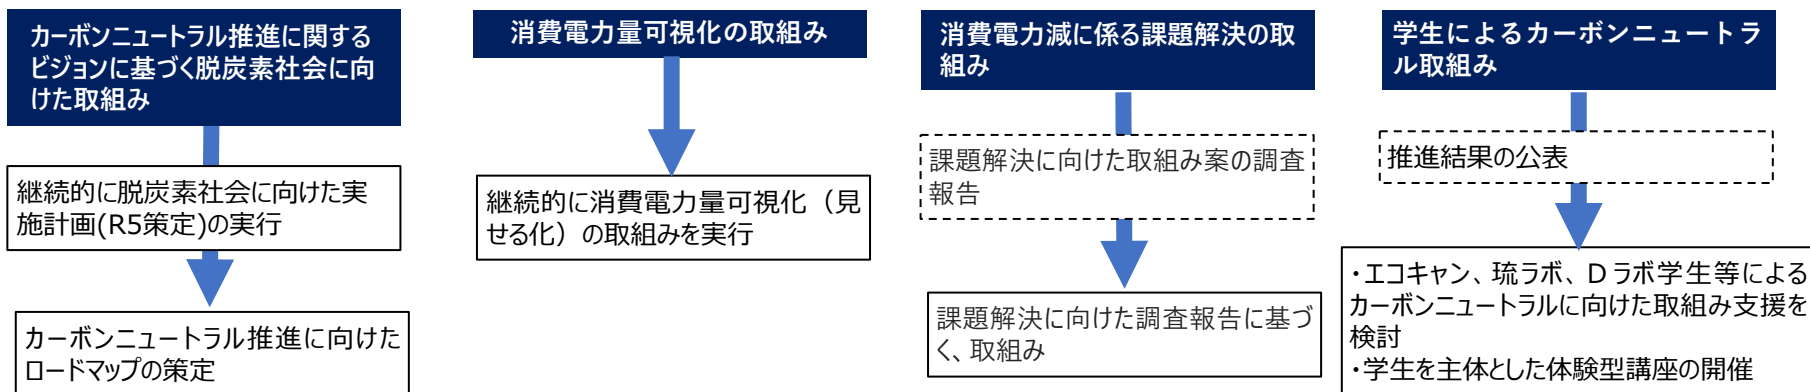 カーボンニュートラル推進に関する
ビジョンに基づく脱炭素社会に向
けた取組み
継続的に脱炭素社会に向けた実
施計画(R5策定)の実行
カーボンニュートラル推進に向けた
ロードマップの策定
消費電力量可視化の取組み
継続的に消費電力量可視化（見
せる化）の取組みを実行
消費電力減に係る課題解決の取
組み
課題解決に向けた取組み案の調査
報告
課題解決に向けた調査報告に基づ
く、取組み
学生によるカーボンニュートラ
ル取組み
推進結果の公表
・エコキャン、琉ラボ、Ｄラボ学生等による
カーボンニュートラルに向けた取組み支援を
検討
・学生を主体とした体験型講座の開催